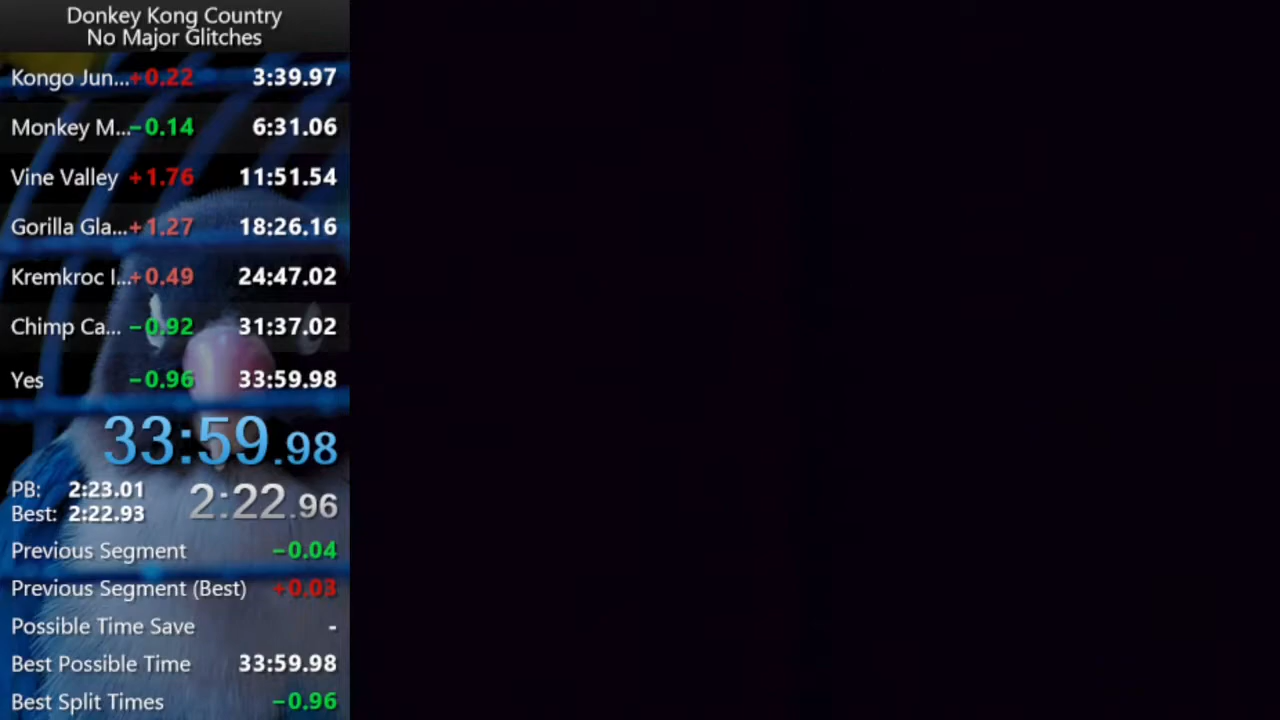 Donkey Kong Country
No Major Glitches
Kongo Jun... +0.22 3:39.97
Monkey M... −0.14 6:31.06
Vine Valley +1.76 11:51.54
Gorilla Gla... +1.27 18:26.16
Kremkroc I... +0.49 24:47.02
Chimp Ca... −0.92 31:37.02
Yes −0.96 33:59.98
33:59.98
PB: 2:23.01 2:22.96
Best: 2:22.93
Previous Segment −0.04
Previous Segment (Best) +0.03
Possible Time Save -
Best Possible Time 33:59.98
Best Split Times −0.96